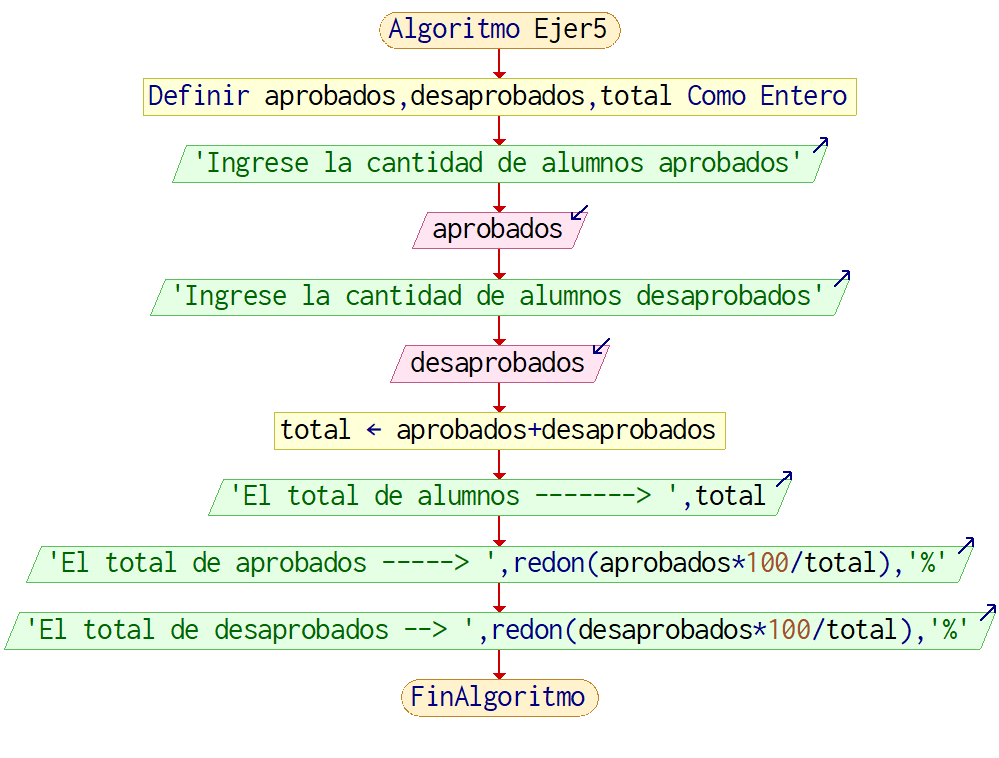 Algoritmo Ejer5
Definir aprobados,desaprobados,total Como Entero
'Ingrese la cantidad de alumnos aprobados'
aprobados
'Ingrese la cantidad de alumnos desaprobados'
desaprobados
total ← aprobados+desaprobados
'El total de alumnos -------> ',total
'El total de aprobados -----> ',redon(aprobados*100/total),'%'
'El total de desaprobados --> ',redon(desaprobados*100/total),'%'
FinAlgoritmo